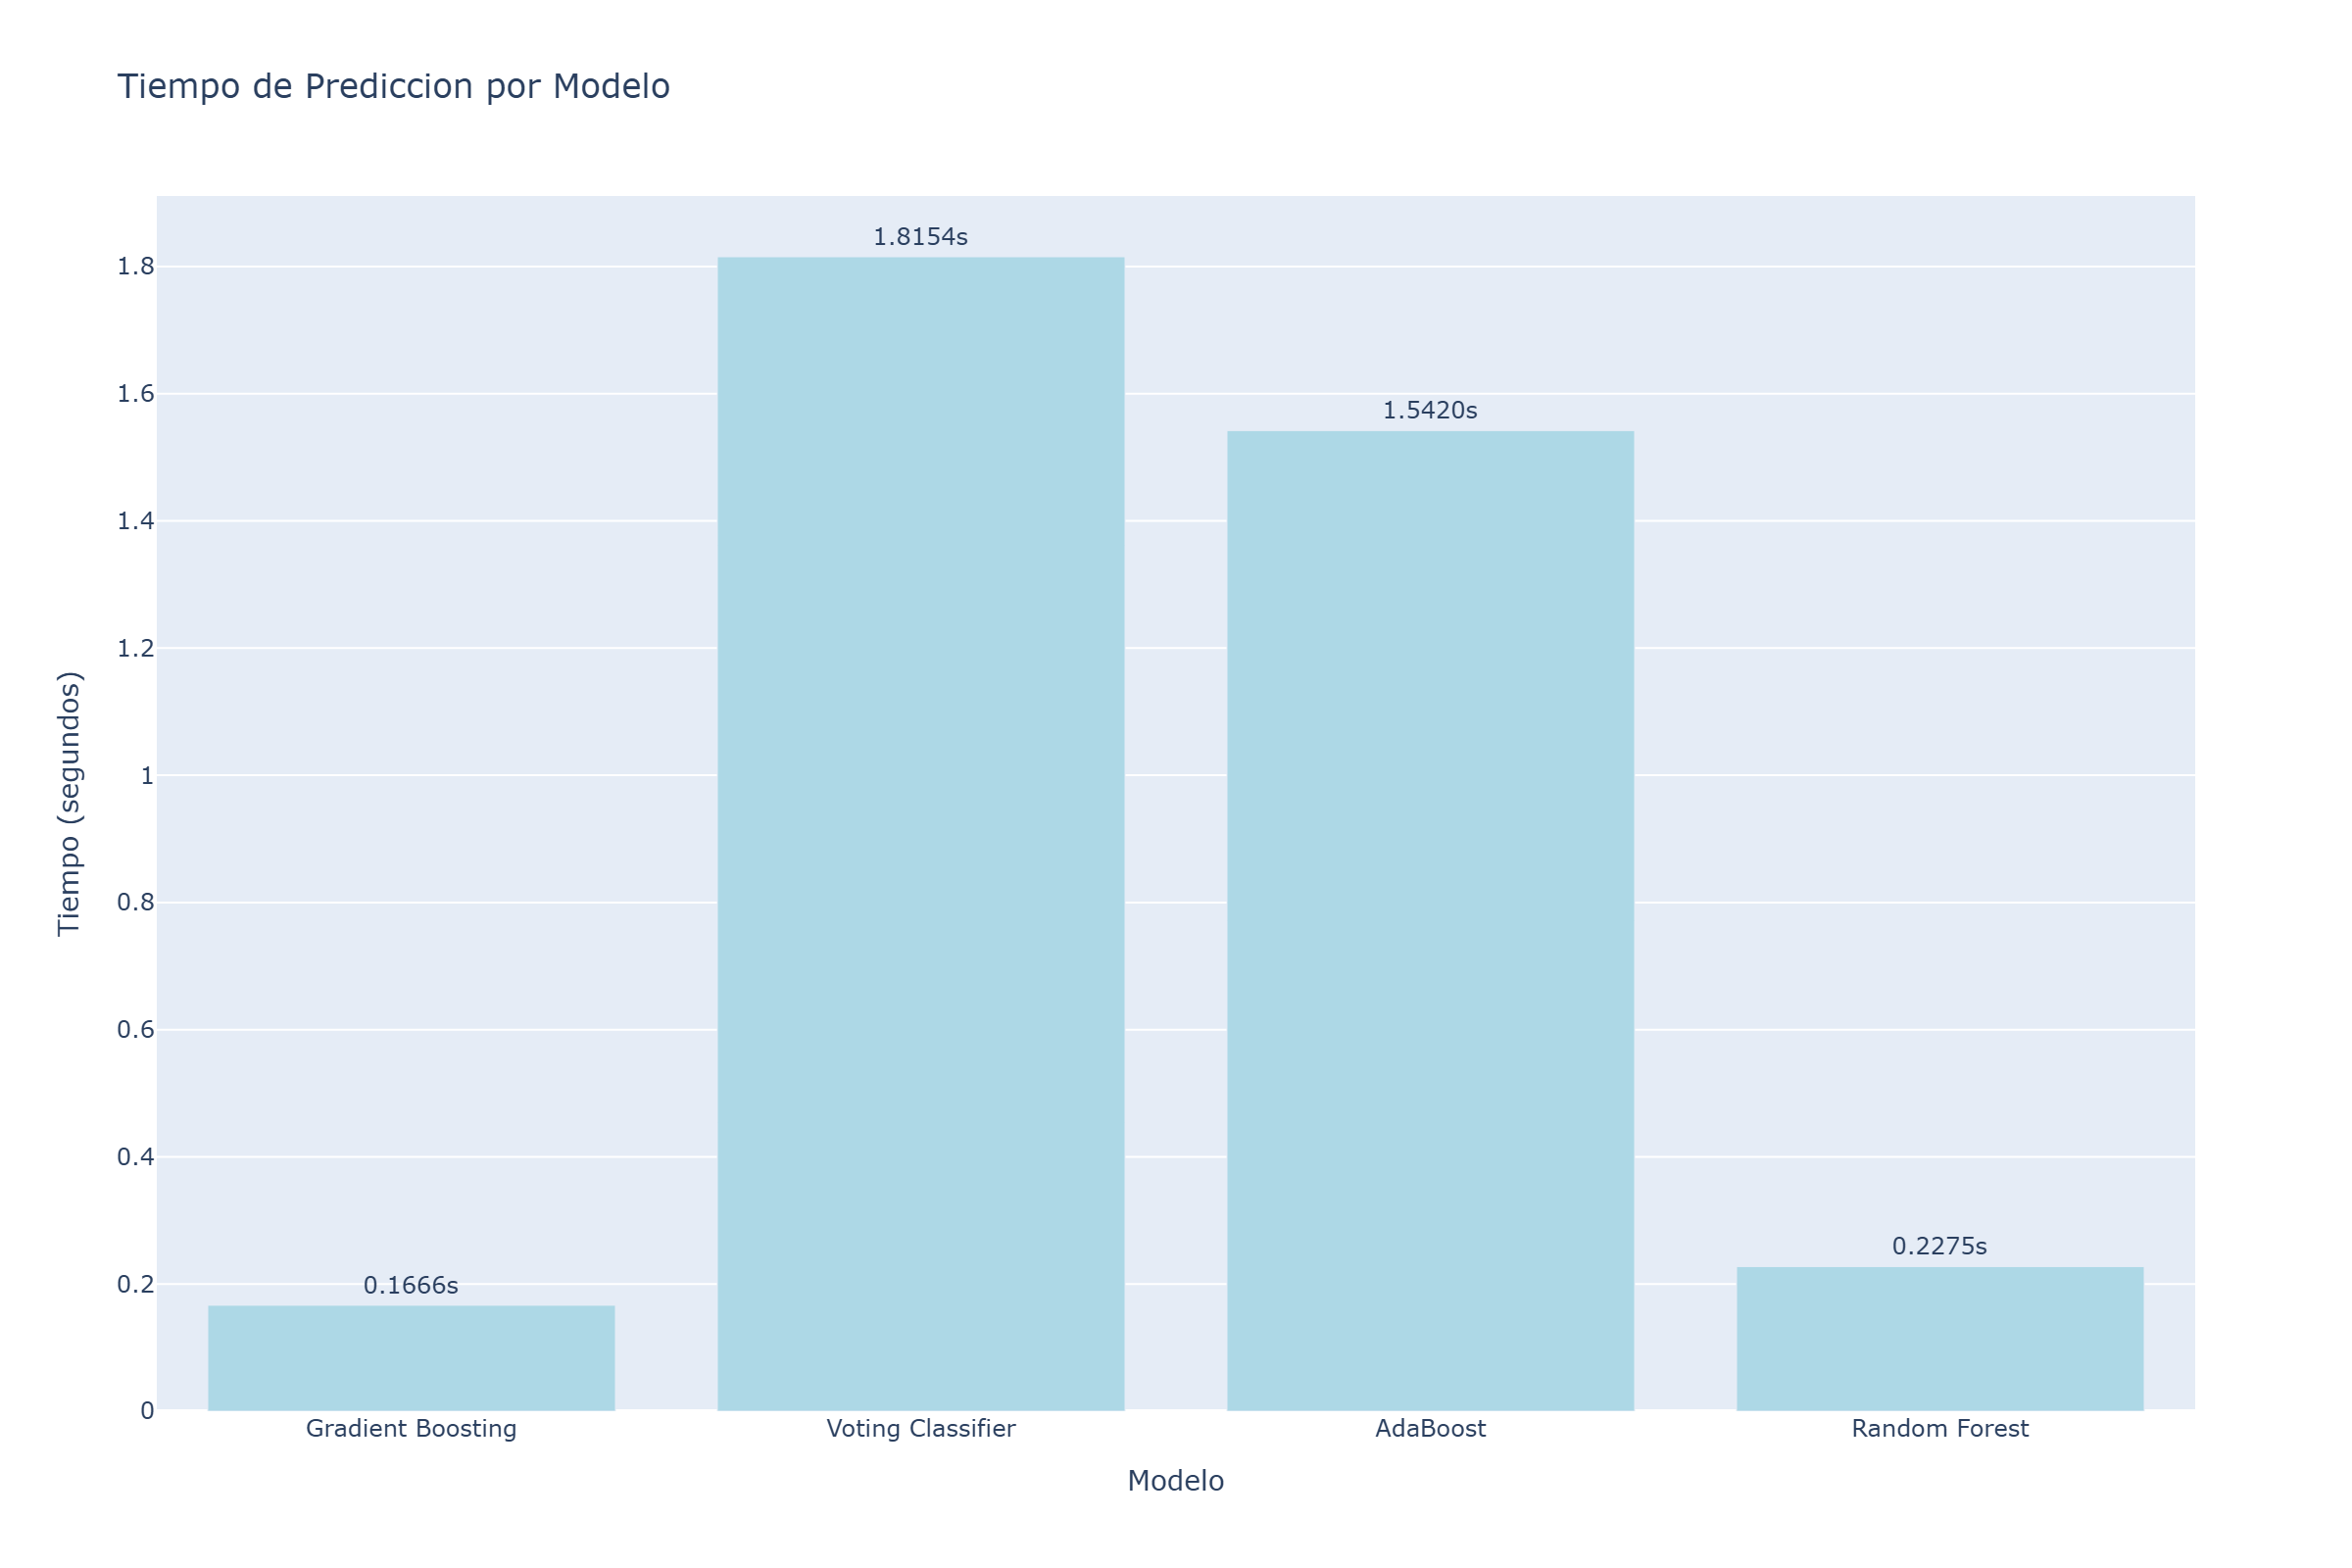 Tiempo de Prediccion por Modelo
1.8154s
1.5420s
0.2275s
0.1666s
1.8
1.6
1.4
1.2
1
0.8
0.6
0.4
0.2
0
Tiempo (segundos)
Gradient Boosting
Voting Classifier
AdaBoost
Random Forest
Modelo